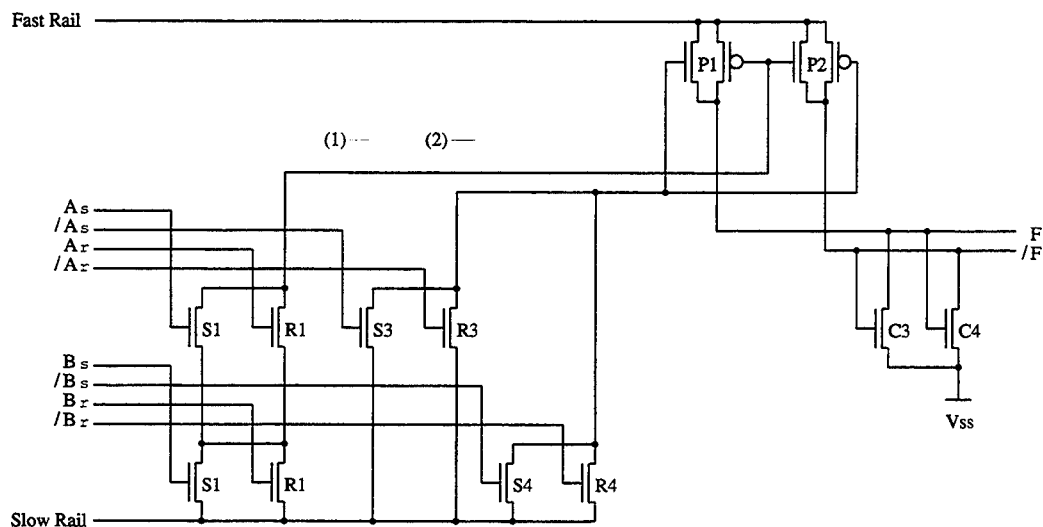 Fast Rail
P1
P2
(1)
(2)
As
/As
Ar
/Ar
F
/F
S1
R1
S3
R3
C3
C4
Bs
/Bs
Br
/Br
Vss
S1
R1
S4
R4
Slow Rail